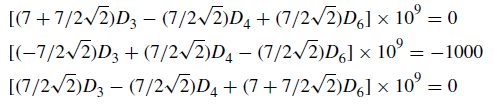 [(7 + 7/2√2)D₃ − (7/2√2)D₄ + (7/2√2)D₆] × 10⁹ = 0
[(−7/2√2)D₃ + (7/2√2)D₄ − (7/2√2)D₆] × 10⁹ = −1000
[(7/2√2)D₃ − (7/2√2)D₄ + (7 + 7/2√2)D₆] × 10⁹ = 0